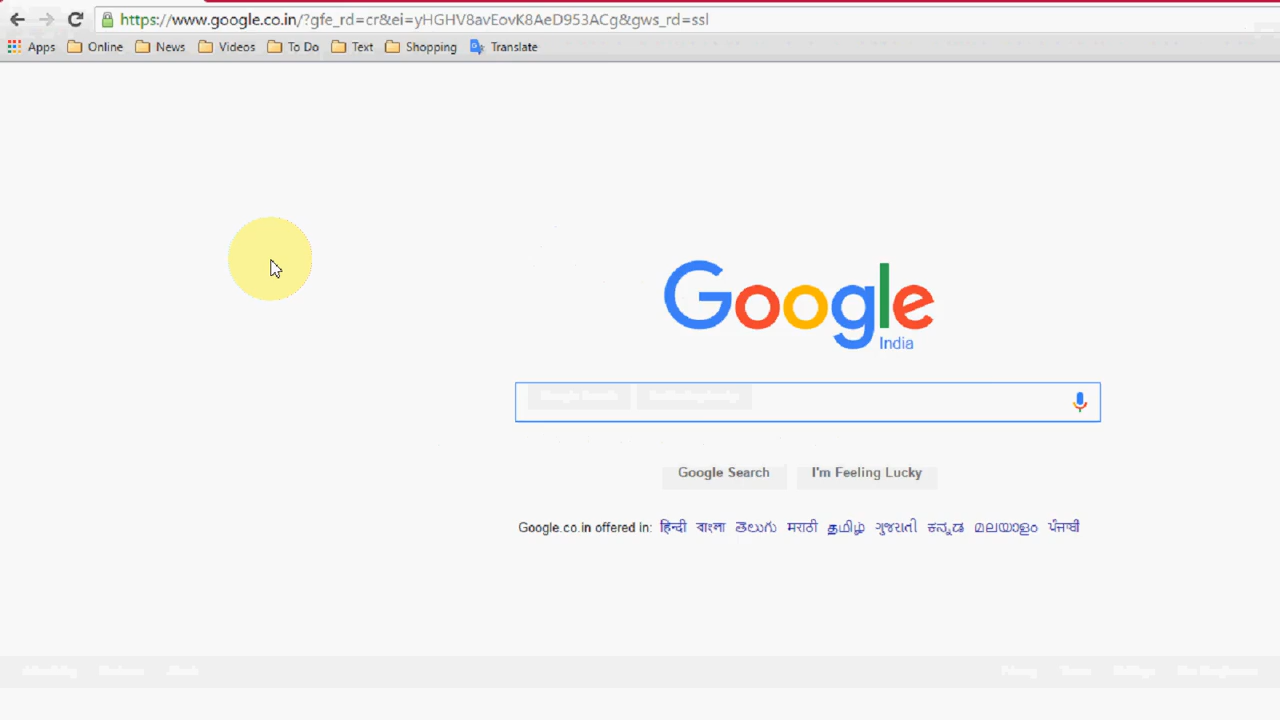 https://www.google.co.in/?gfe_rd=cr&ei=yHGHV8avEovK8AeD953ACg&gws_rd=ssl
Apps Online News Videos To Do Text Shopping Translate
Google
India
Google Search I'm Feeling Lucky
Google.co.in offered in: हिन्दी বাংলা తెలుగు मराठी தமிழ் ગુજરાતી ಕನ್ನಡ മലയാളം ਪੰਜਾਬੀ